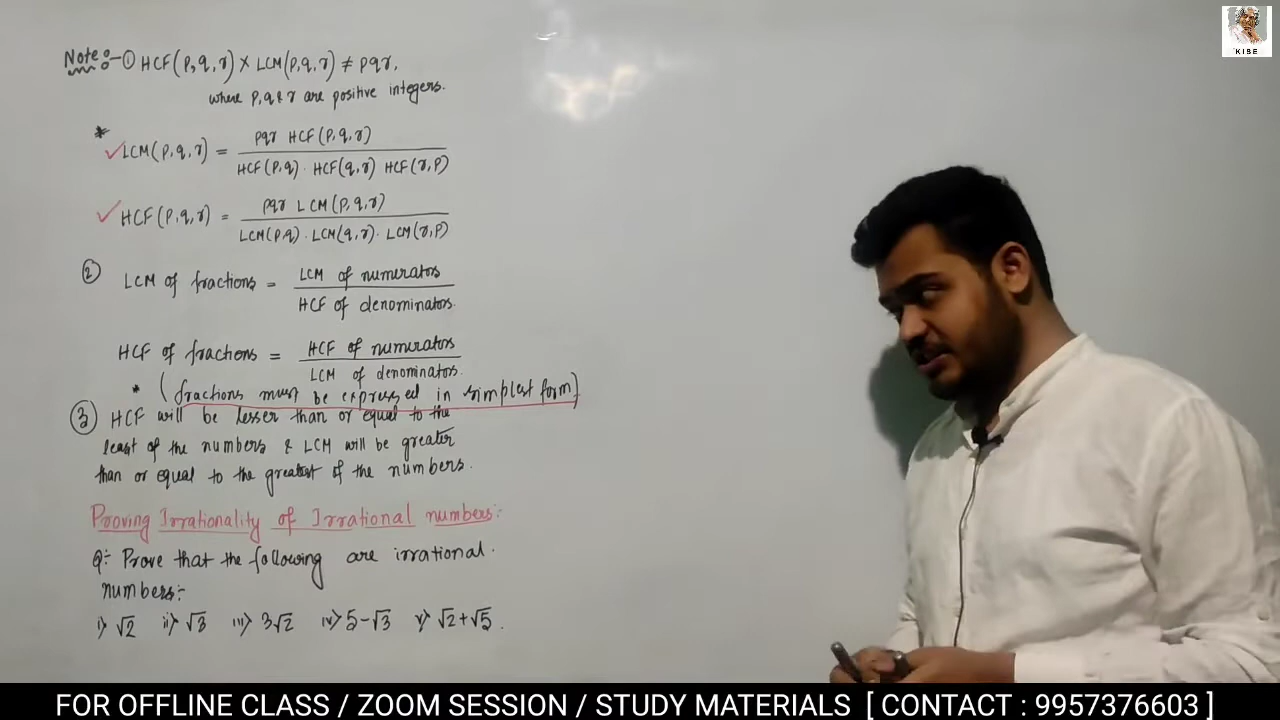 Note:- ① HCF(p,q,r) × LCM(p,q,r) ≠ pqr,
where p,q & r are positive integers.
* ✓ LCM(p,q,r) = pqr HCF(p,q,r) / HCF(p,q) · HCF(q,r) HCF(r,p)
✓ HCF(p,q,r) = pqr LCM(p,q,r) / LCM(p,q) · LCM(q,r) · LCM(r,p)
② LCM of fractions = LCM of numerators / HCF of denominators.
HCF of fractions = HCF of numerators / LCM of denominators.
* (fractions must be expressed in simplest form)
③ HCF will be lesser than or equal to the
least of the numbers & LCM will be greater
than or equal to the greatest of the numbers.
Proving Irrationality of Irrational numbers:-
Q:- Prove that the following are irrational
numbers:-
i) √2 ii) √3 iii) 3√2 iv) 5-√3 v) √2+√5.
KIBE
FOR OFFLINE CLASS / ZOOM SESSION / STUDY MATERIALS [ CONTACT : 9957376603 ]